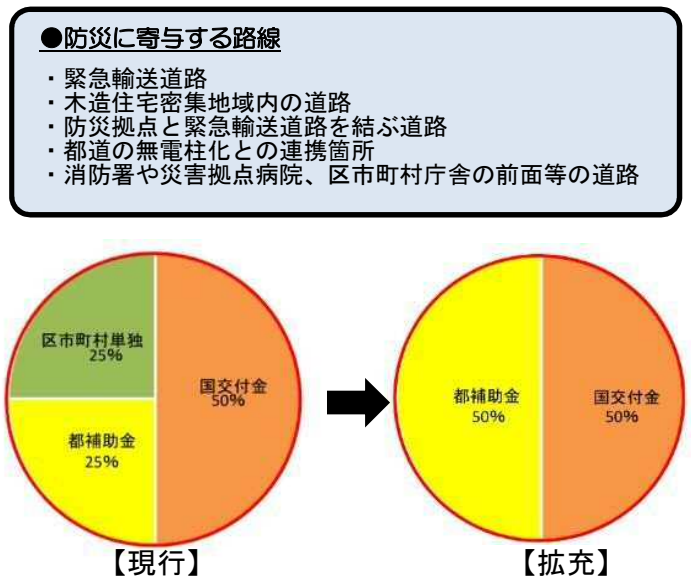 ●防災に寄与する路線
・緊急輸送道路
・木造住宅密集地域内の道路
・防災拠点と緊急輸送道路を結ぶ道路
・都道の無電柱化との連携箇所
・消防署や災害拠点病院、区市町村庁舎の前面等の道路
区市町村単独
25%
国交付金
50%
都補助金
25%
【現行】
都補助金
50%
国交付金
50%
【拡充】